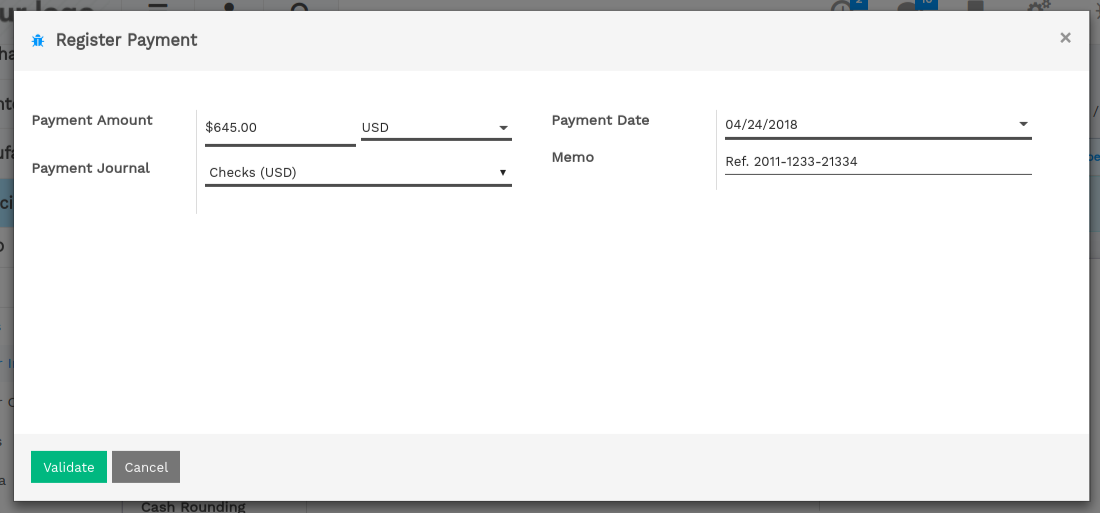 Register Payment
×
Payment Amount
$645.00
USD
Payment Journal
Checks (USD)
Payment Date
04/24/2018
Memo
Ref. 2011-1233-21334
Validate
Cancel
Cash Rounding